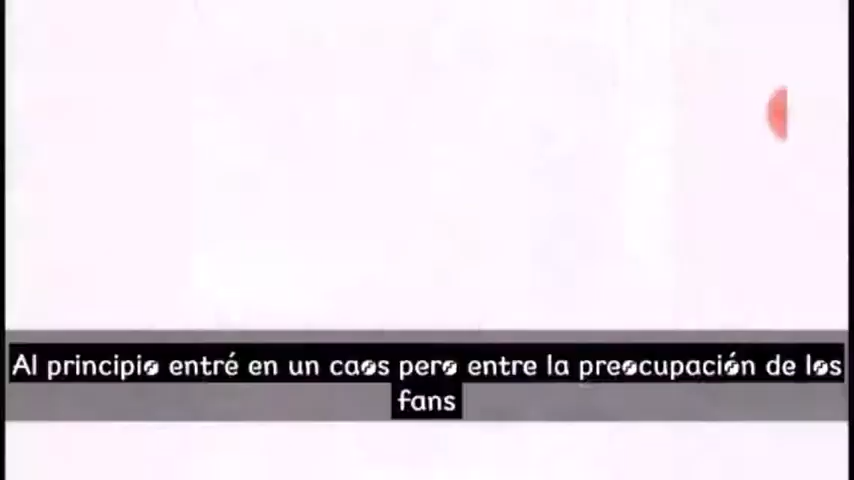 Al principio entré en un caos pero entre la preocupación de los
fans